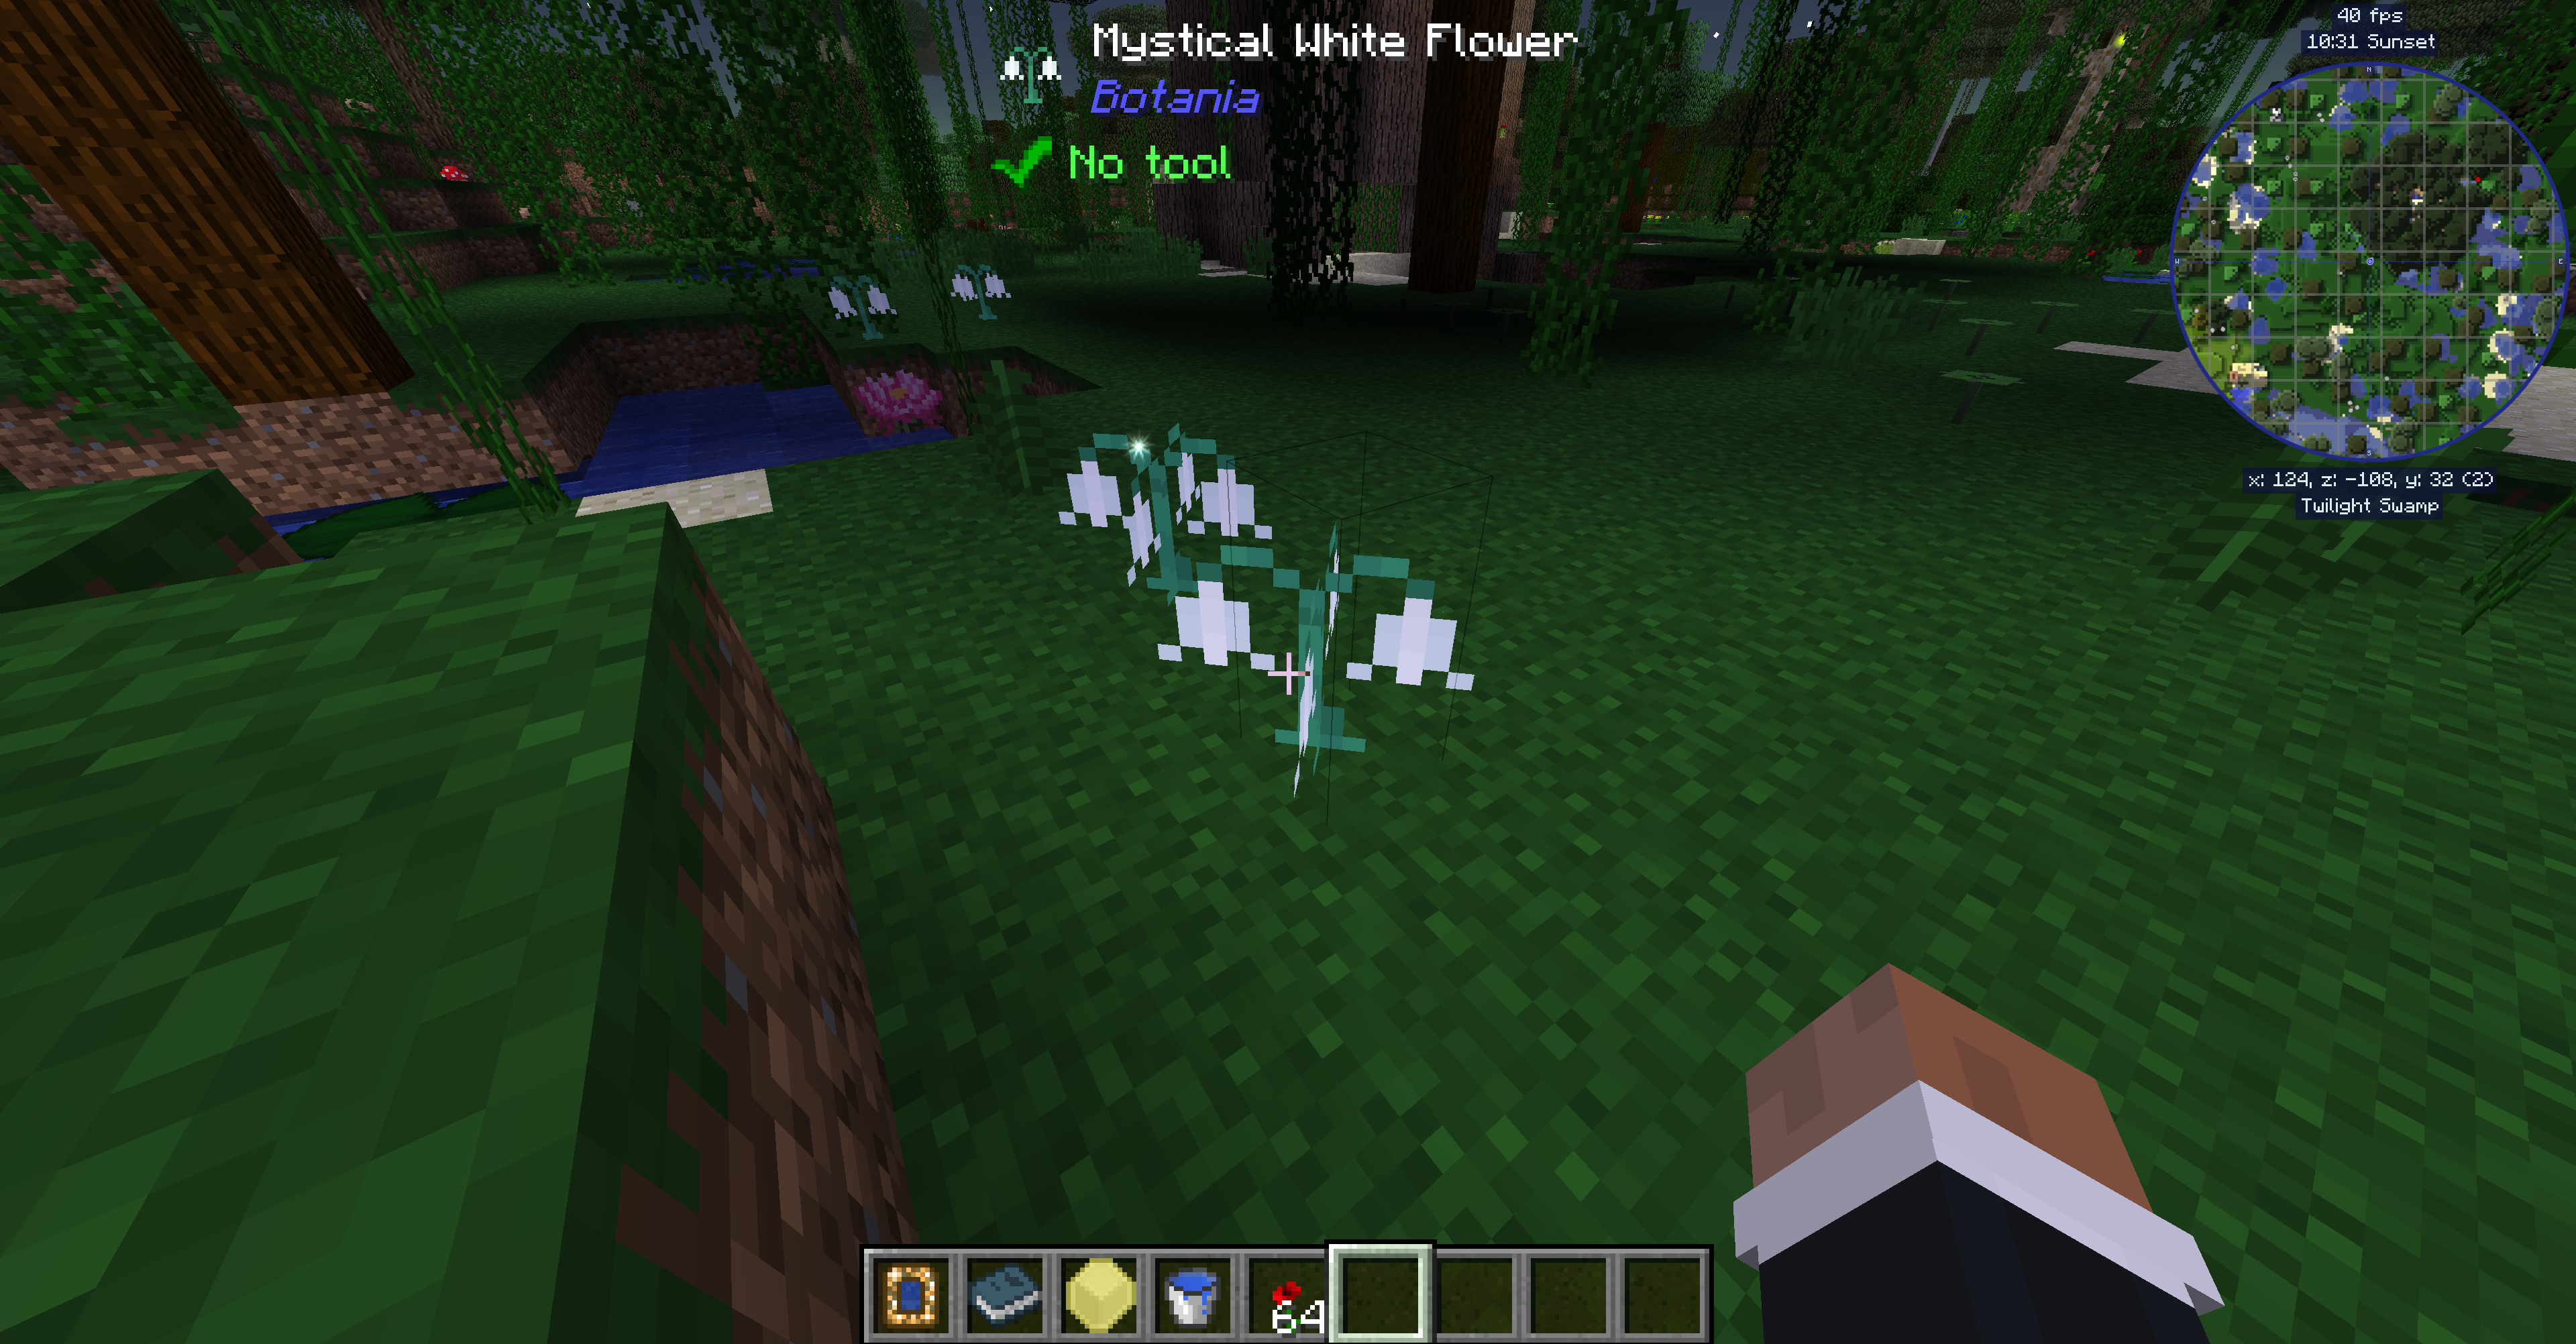 Mystical White Flower
Botania
No tool
40 fps
10:31 Sunset
N
W
E
S
x: 124, z: -108, y: 32 (2)
Twilight Swamp
64